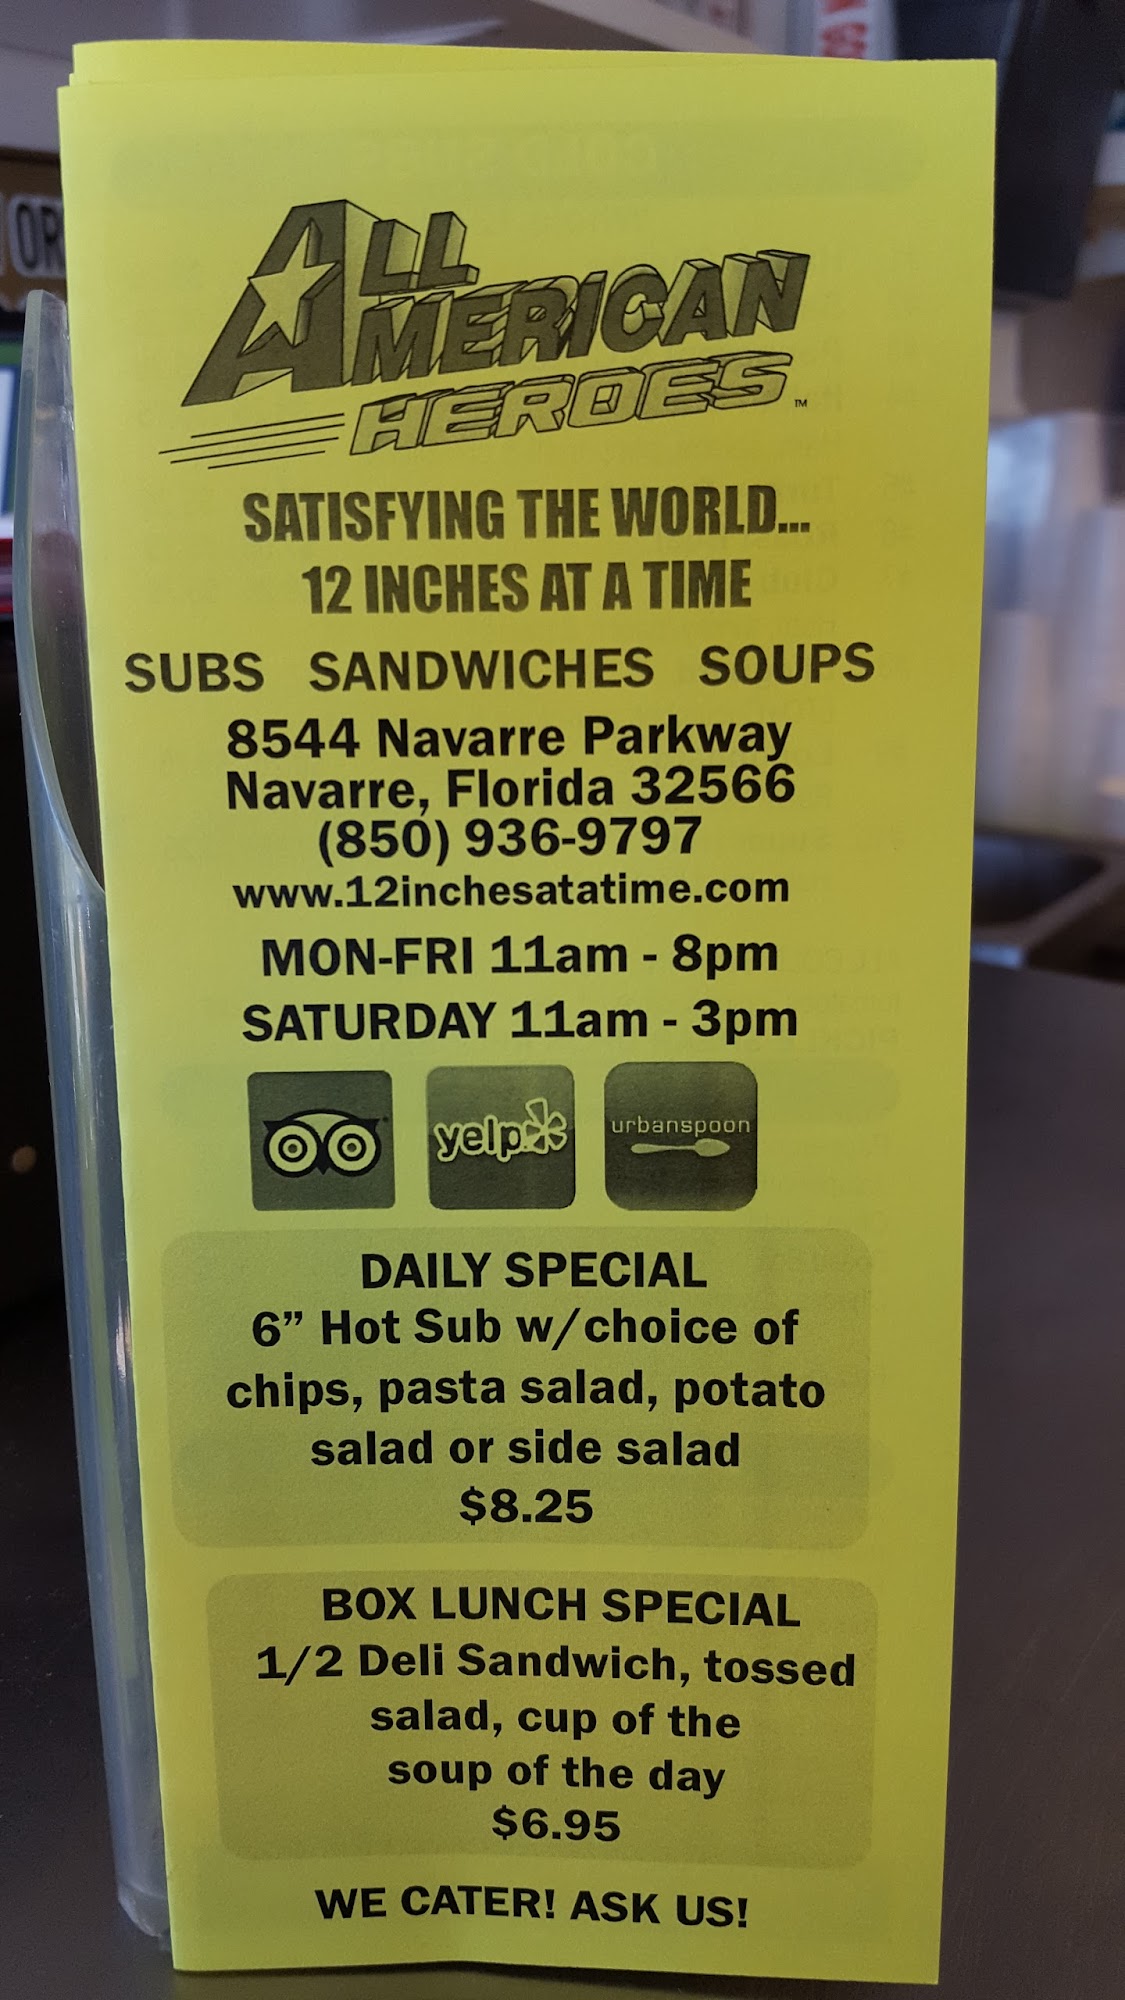 OR
ALL
AMERICAN
HEROES™
SATISFYING THE WORLD...
12 INCHES AT A TIME
SUBS SANDWICHES SOUPS
8544 Navarre Parkway
Navarre, Florida 32566
(850) 936-9797
www.12inchesatatime.com
MON-FRI 11am - 8pm
SATURDAY 11am - 3pm
yelp urbanspoon
DAILY SPECIAL
6” Hot Sub w/choice of
chips, pasta salad, potato
salad or side salad
$8.25
BOX LUNCH SPECIAL
1/2 Deli Sandwich, tossed
salad, cup of the
soup of the day
$6.95
WE CATER! ASK US!